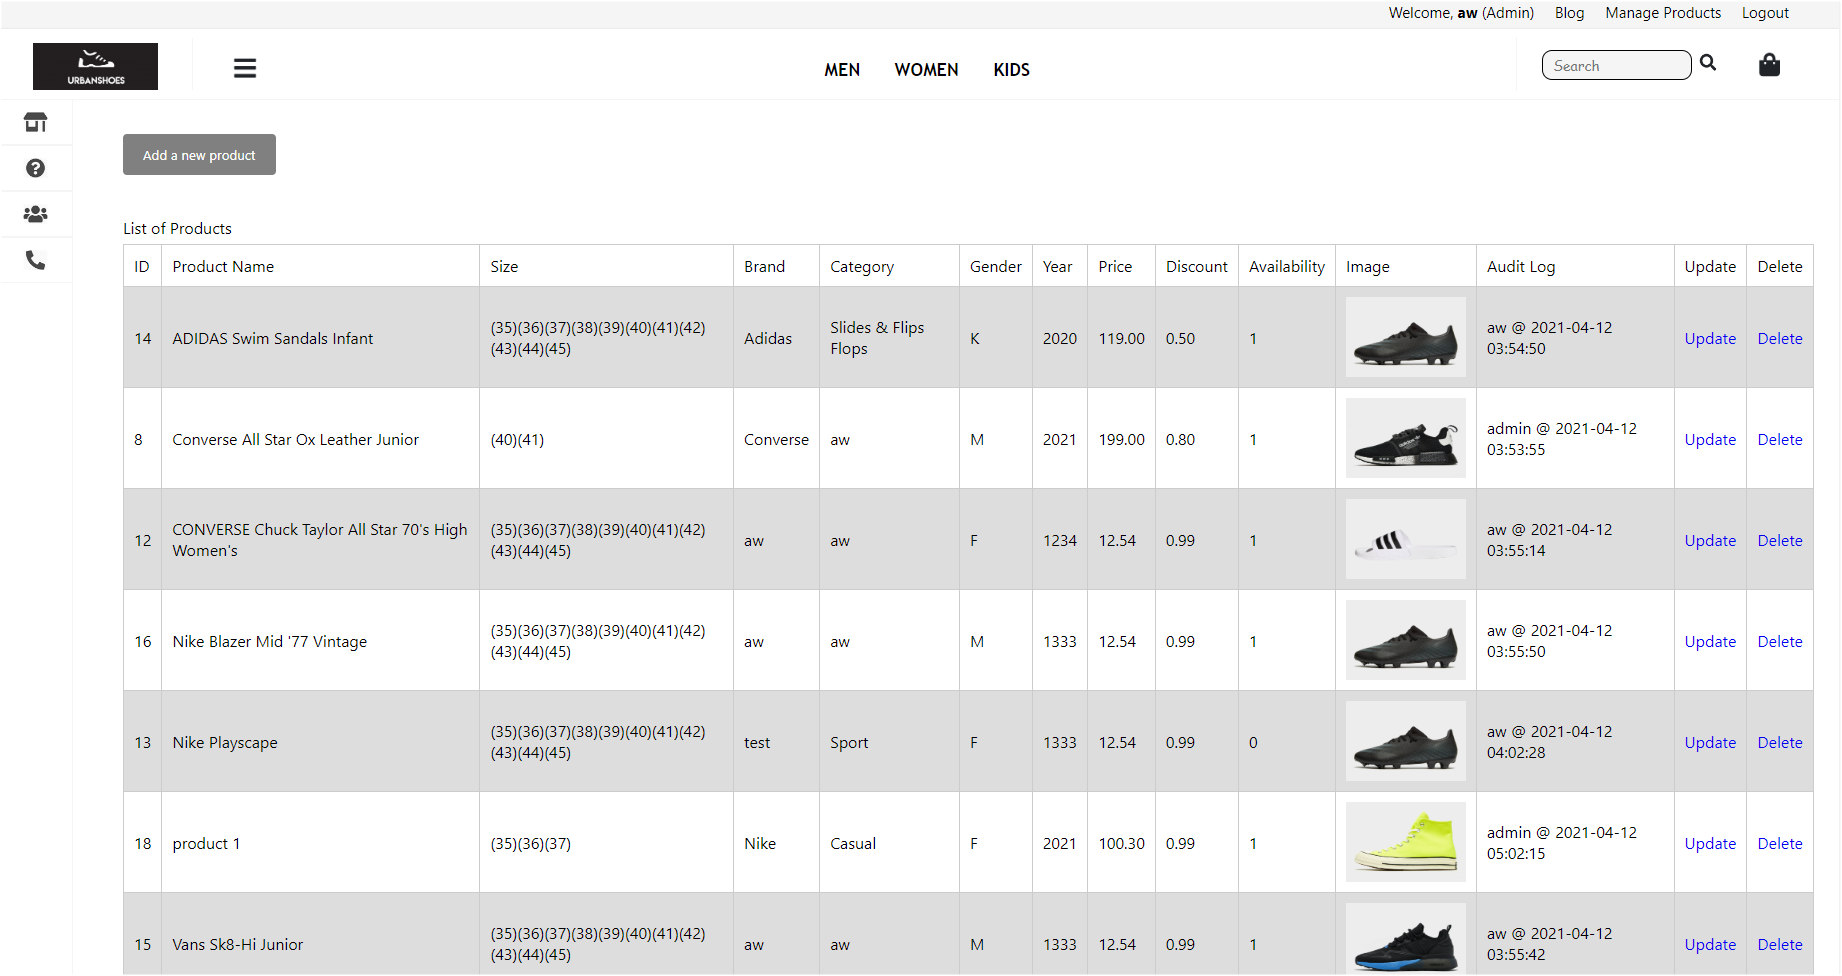 Welcome, aw (Admin) Blog Manage Products Logout
URBANSHOES
MEN WOMEN KIDS
Search
Add a new product
List of Products
ID Product Name Size Brand Category Gender Year Price Discount Availability Image Audit Log Update Delete
14 ADIDAS Swim Sandals Infant (35)(36)(37)(38)(39)(40)(41)(42) Adidas Slides & Flips K 2020 119.00 0.50 1 aw @ 2021-04-12 Update Delete
(43)(44)(45) Flops 03:54:50
8 Converse All Star Ox Leather Junior (40)(41) Converse aw M 2021 199.00 0.80 1 admin @ 2021-04-12 Update Delete
03:53:55
12 CONVERSE Chuck Taylor All Star 70's High (35)(36)(37)(38)(39)(40)(41)(42) aw aw F 1234 12.54 0.99 1 aw @ 2021-04-12 Update Delete
Women's (43)(44)(45) 03:55:14
16 Nike Blazer Mid '77 Vintage (35)(36)(37)(38)(39)(40)(41)(42) aw aw M 1333 12.54 0.99 1 aw @ 2021-04-12 Update Delete
(43)(44)(45) 03:55:50
13 Nike Playscape (35)(36)(37)(38)(39)(40)(41)(42) test Sport F 1333 12.54 0.99 0 aw @ 2021-04-12 Update Delete
(43)(44)(45) 04:02:28
18 product 1 (35)(36)(37) Nike Casual F 2021 100.30 0.99 1 admin @ 2021-04-12 Update Delete
05:02:15
15 Vans Sk8-Hi Junior (35)(36)(37)(38)(39)(40)(41)(42) aw aw M 1333 12.54 0.99 1 aw @ 2021-04-12 Update Delete
(43)(44)(45) 03:55:42